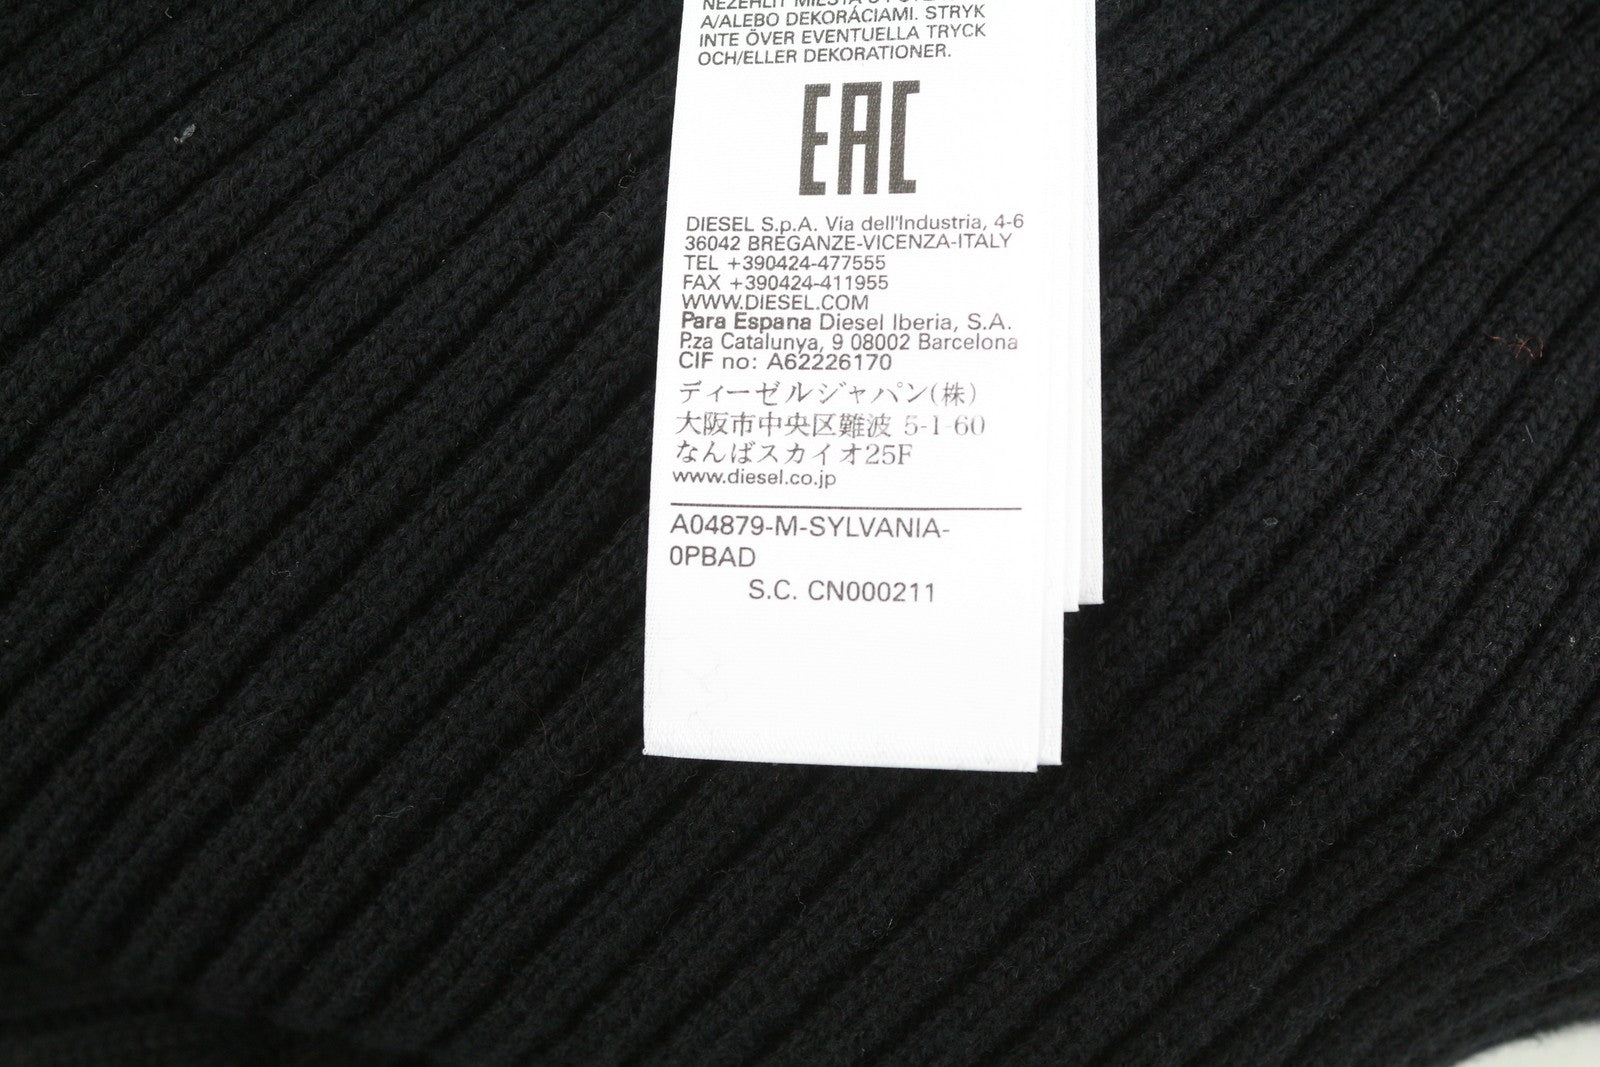 NEZEHLIT MIESTA S
A/ALEBO DEKORÁCIAMI. STRYK
INTE ÖVER EVENTUELLA TRYCK
OCH/ELLER DEKORATIONER.
EAC
DIESEL S.p.A. Via dell'Industria, 4-6
36042 BREGANZE-VICENZA-ITALY
TEL +390424-477555
FAX +390424-411955
WWW.DIESEL.COM
Para Espana Diesel Iberia, S.A.
P.za Catalunya, 9 08002 Barcelona
CIF no: A62226170
ディーゼルジャパン(株)
大阪市中央区難波 5-1-60
なんばスカイオ25F
www.diesel.co.jp
A04879-M-SYLVANIA-
0PBAD
S.C. CN000211